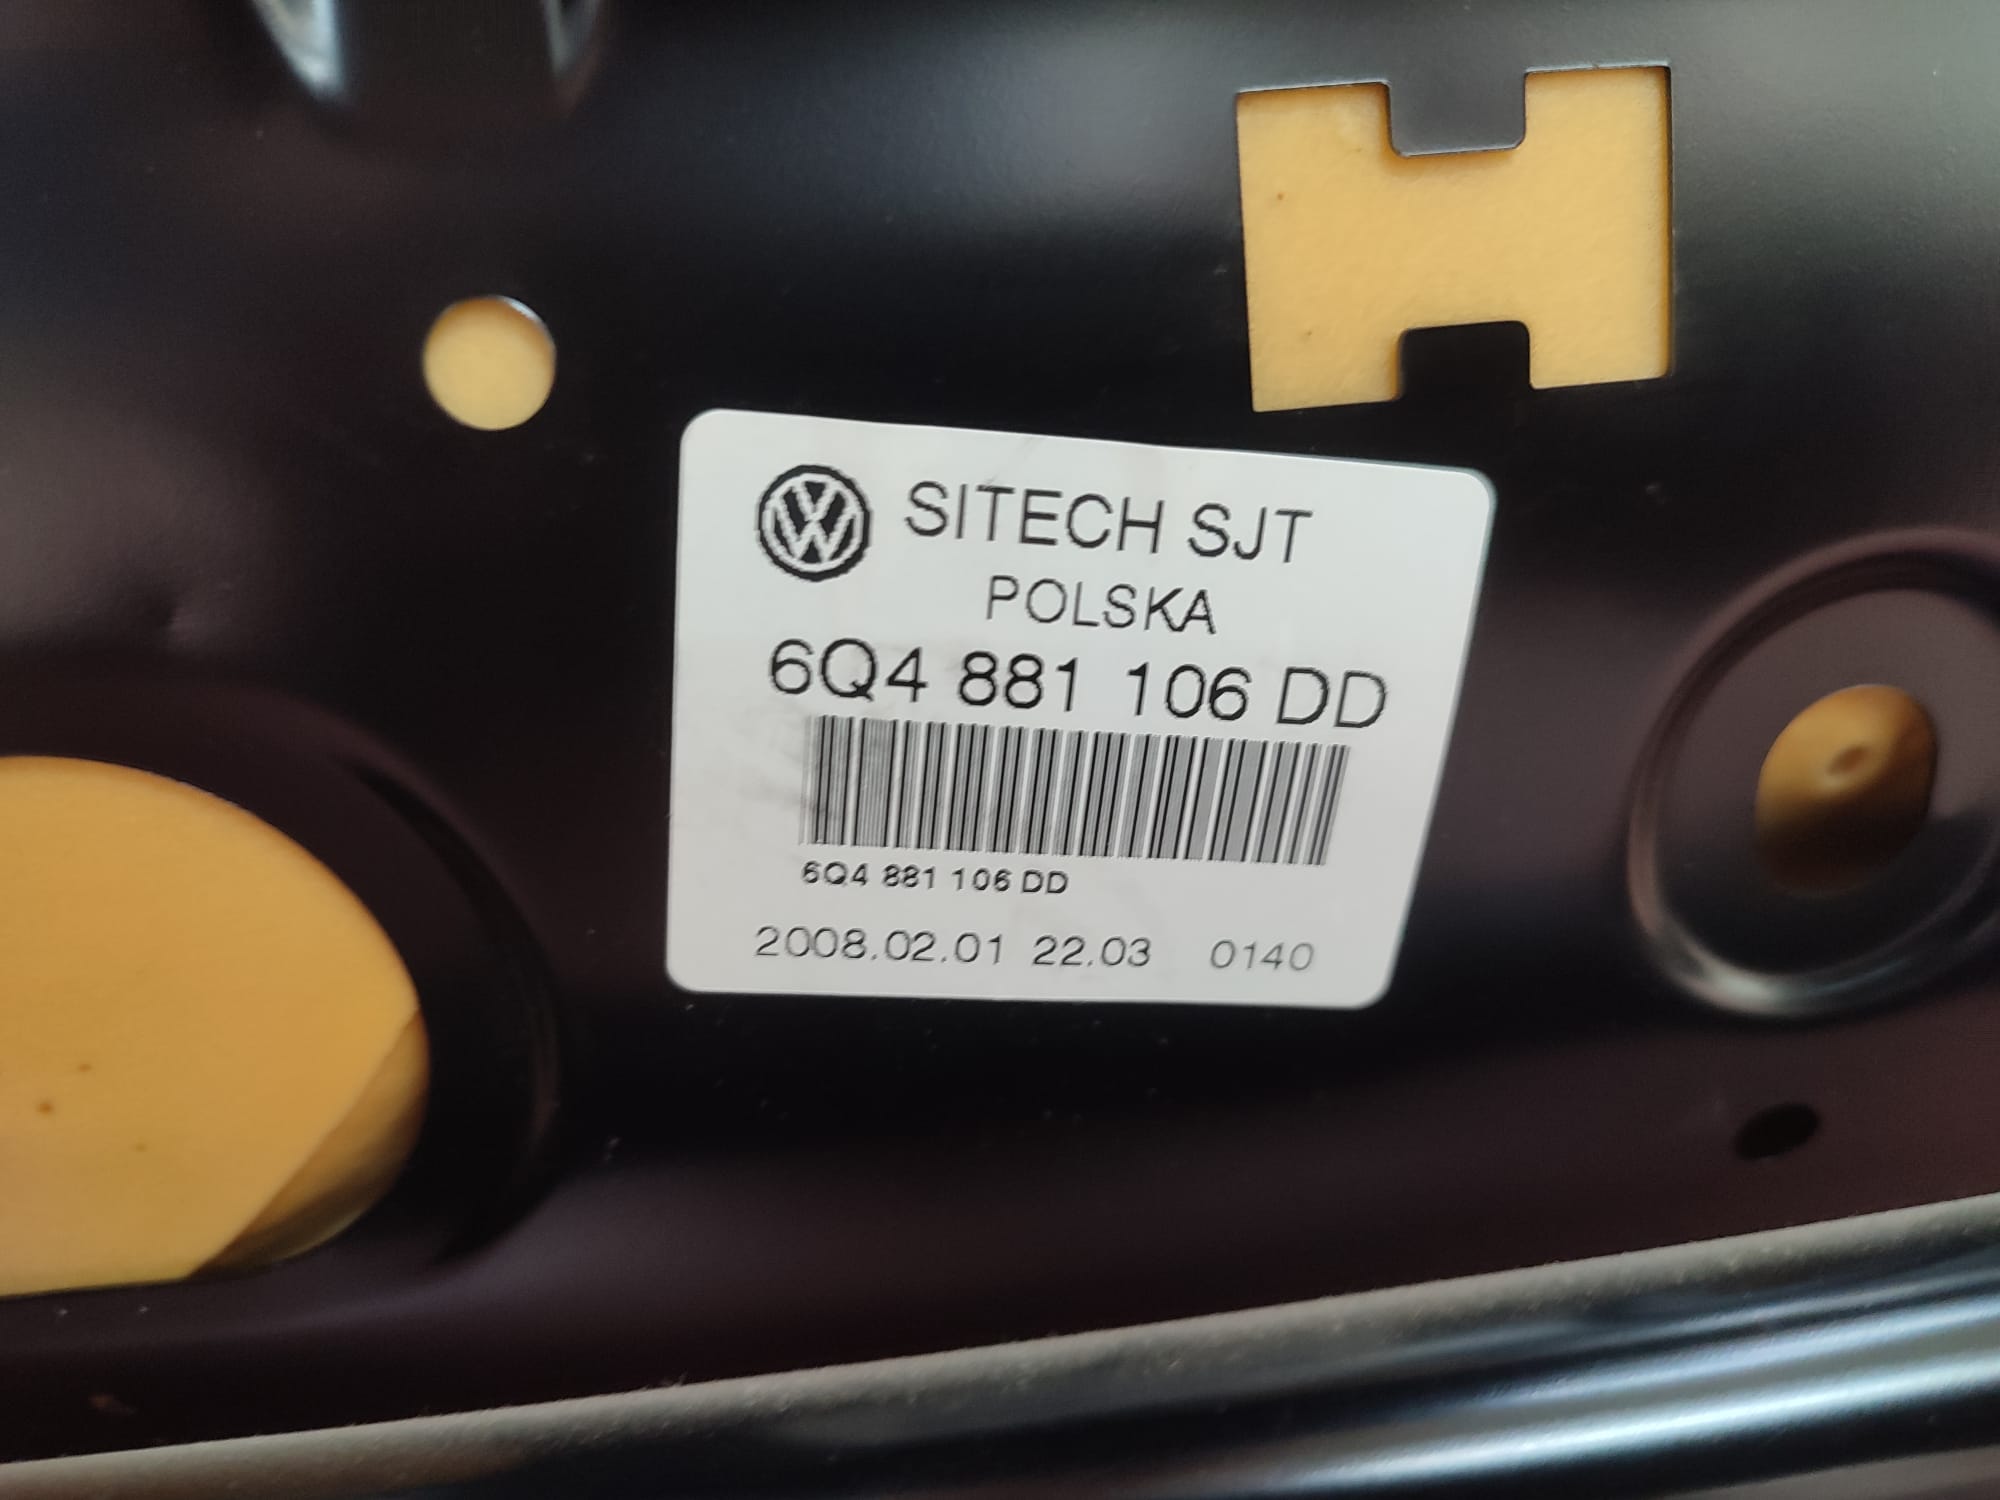 SITECH SJT
POLSKA
6Q4 881 106 DD
6Q4 881 106 DD
2008.02.01 22.03 0140